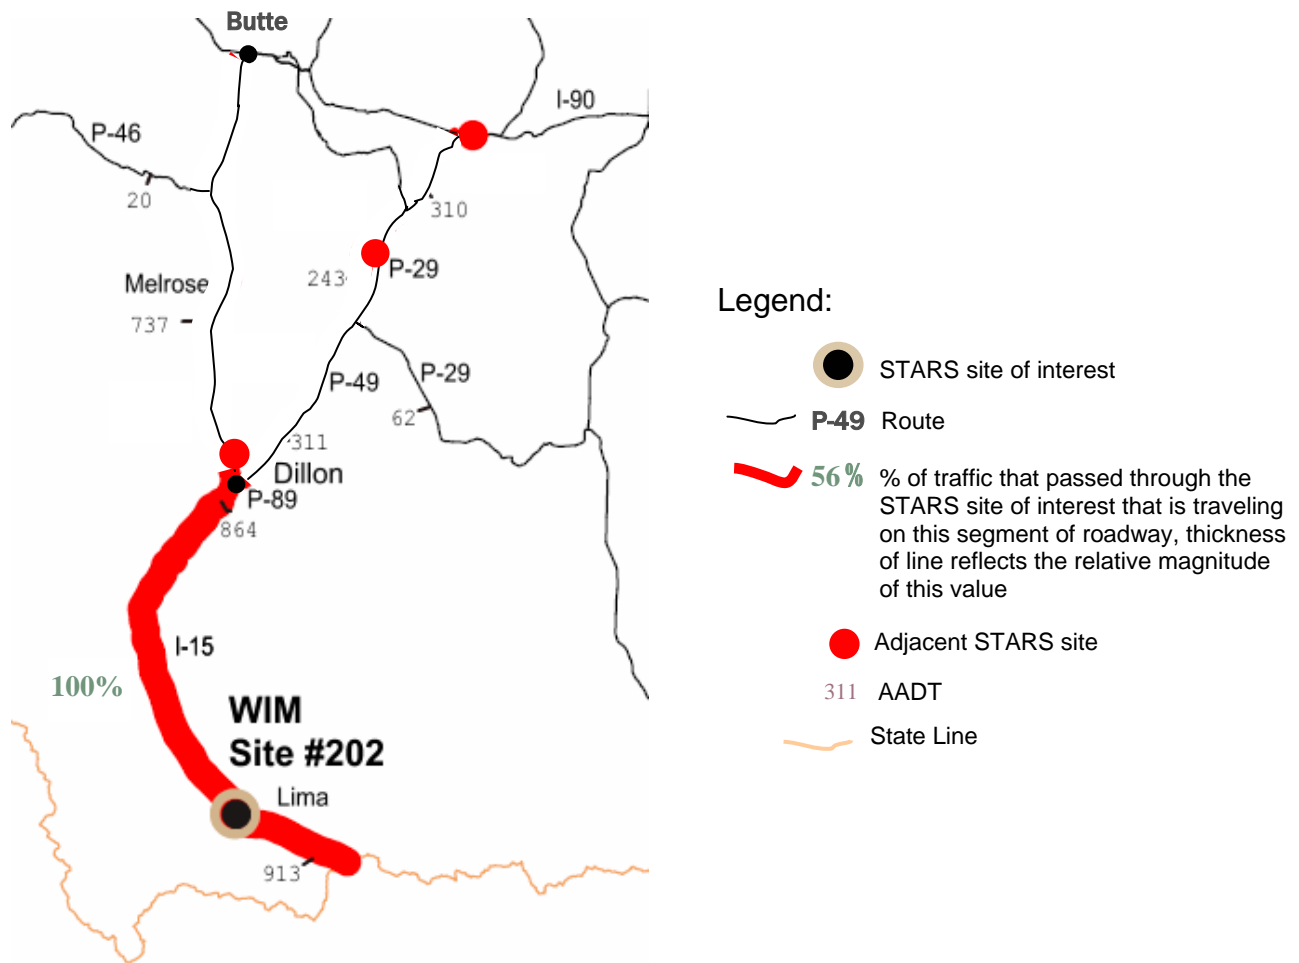 Butte
I-90
P-46
20
310
P-29
243
Melrose
737
P-49
P-29
62
311
Dillon
P-89
864
I-15
100%
WIM
Site #202
Lima
913
Legend:
STARS site of interest
P-49 Route
56% % of traffic that passed through the
STARS site of interest that is traveling
on this segment of roadway, thickness
of line reflects the relative magnitude
of this value
Adjacent STARS site
311 AADT
State Line